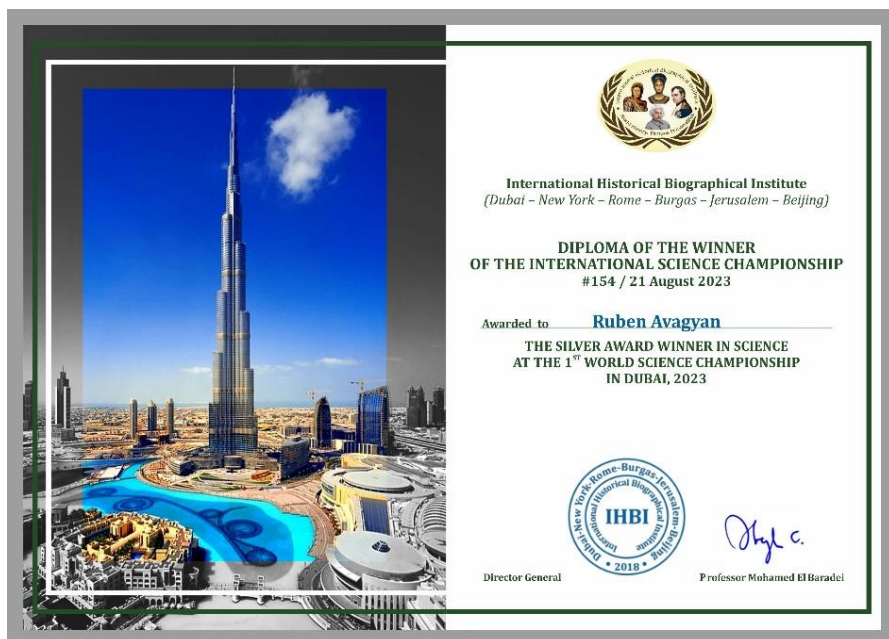 International Historical Biographical Institute
(Dubai – New York – Rome – Burgas – Jerusalem – Beijing)
DIPLOMA OF THE WINNER
OF THE INTERNATIONAL SCIENCE CHAMPIONSHIP
#154 / 21 August 2023
Awarded to Ruben Avagyan
THE SILVER AWARD WINNER IN SCIENCE
AT THE 1ST WORLD SCIENCE CHAMPIONSHIP
IN DUBAI, 2023
Dubai-New York-Rome-Burgas-Jerusalem-Beijing
International Historical Biographical Institute
IHBI
• 2018 •
Director General
Professor Mohamed El Baradei